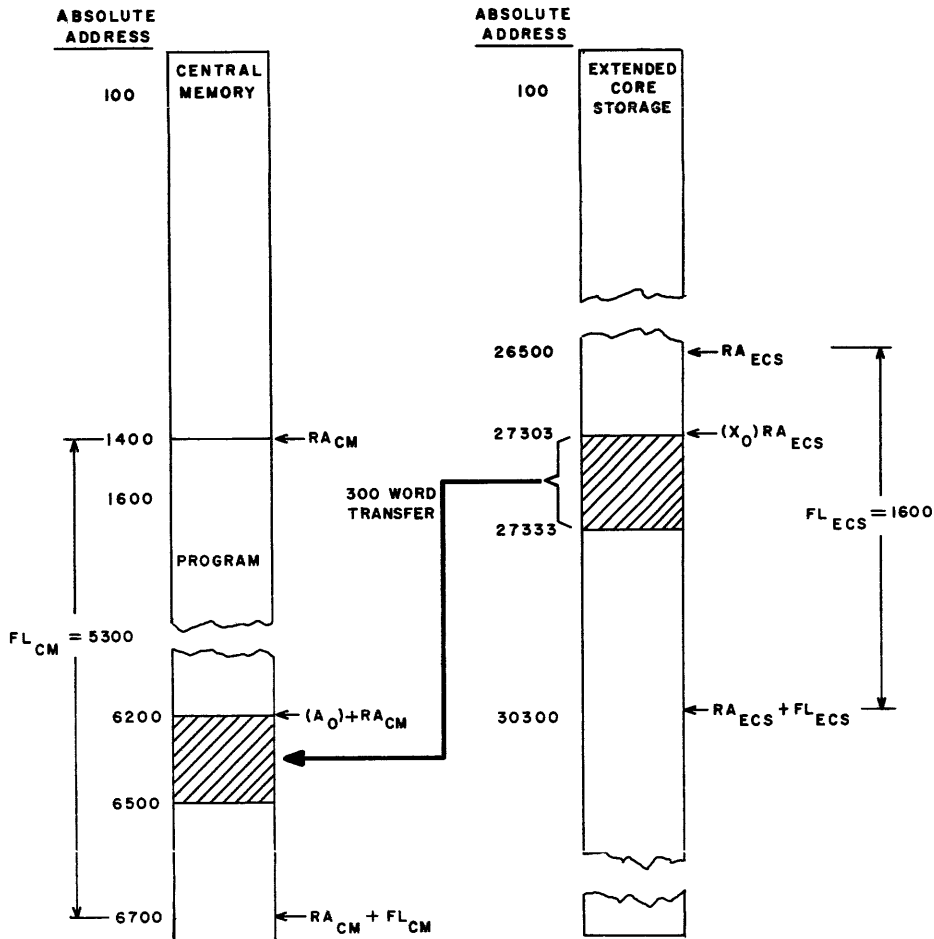 ABSOLUTE
ADDRESS
CENTRAL
MEMORY
100
1400
RA CM
1600
PROGRAM
FL CM = 5300
6200
(A0)+RA CM
6500
6700
RA CM + FL CM
300 WORD
TRANSFER
ABSOLUTE
ADDRESS
EXTENDED
CORE
STORAGE
100
26500
RA ECS
27303
(X0)RA ECS
27333
FL ECS = 1600
30300
RA ECS + FL ECS